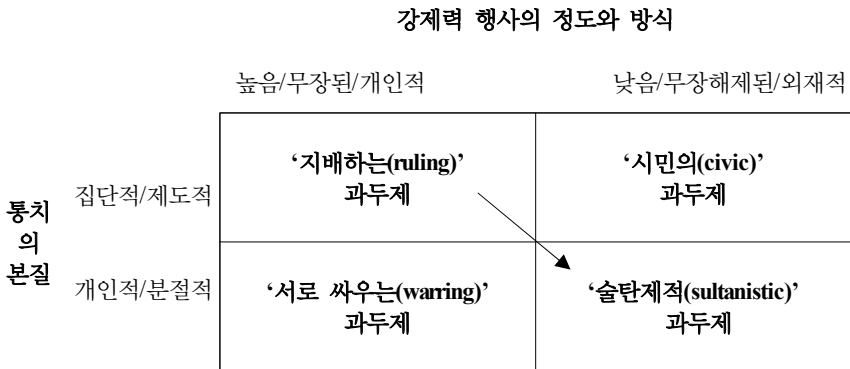 강제력 행사의 정도와 방식
높음/무장된/개인적
낮음/무장해제된/외재적
통치
의
본질
집단적/제도적
‘지배하는(ruling)’
과두제
‘시민의(civic)’
과두제
개인적/분절적
‘서로 싸우는(warring)’
과두제
‘술탄제적(sultanistic)’
과두제